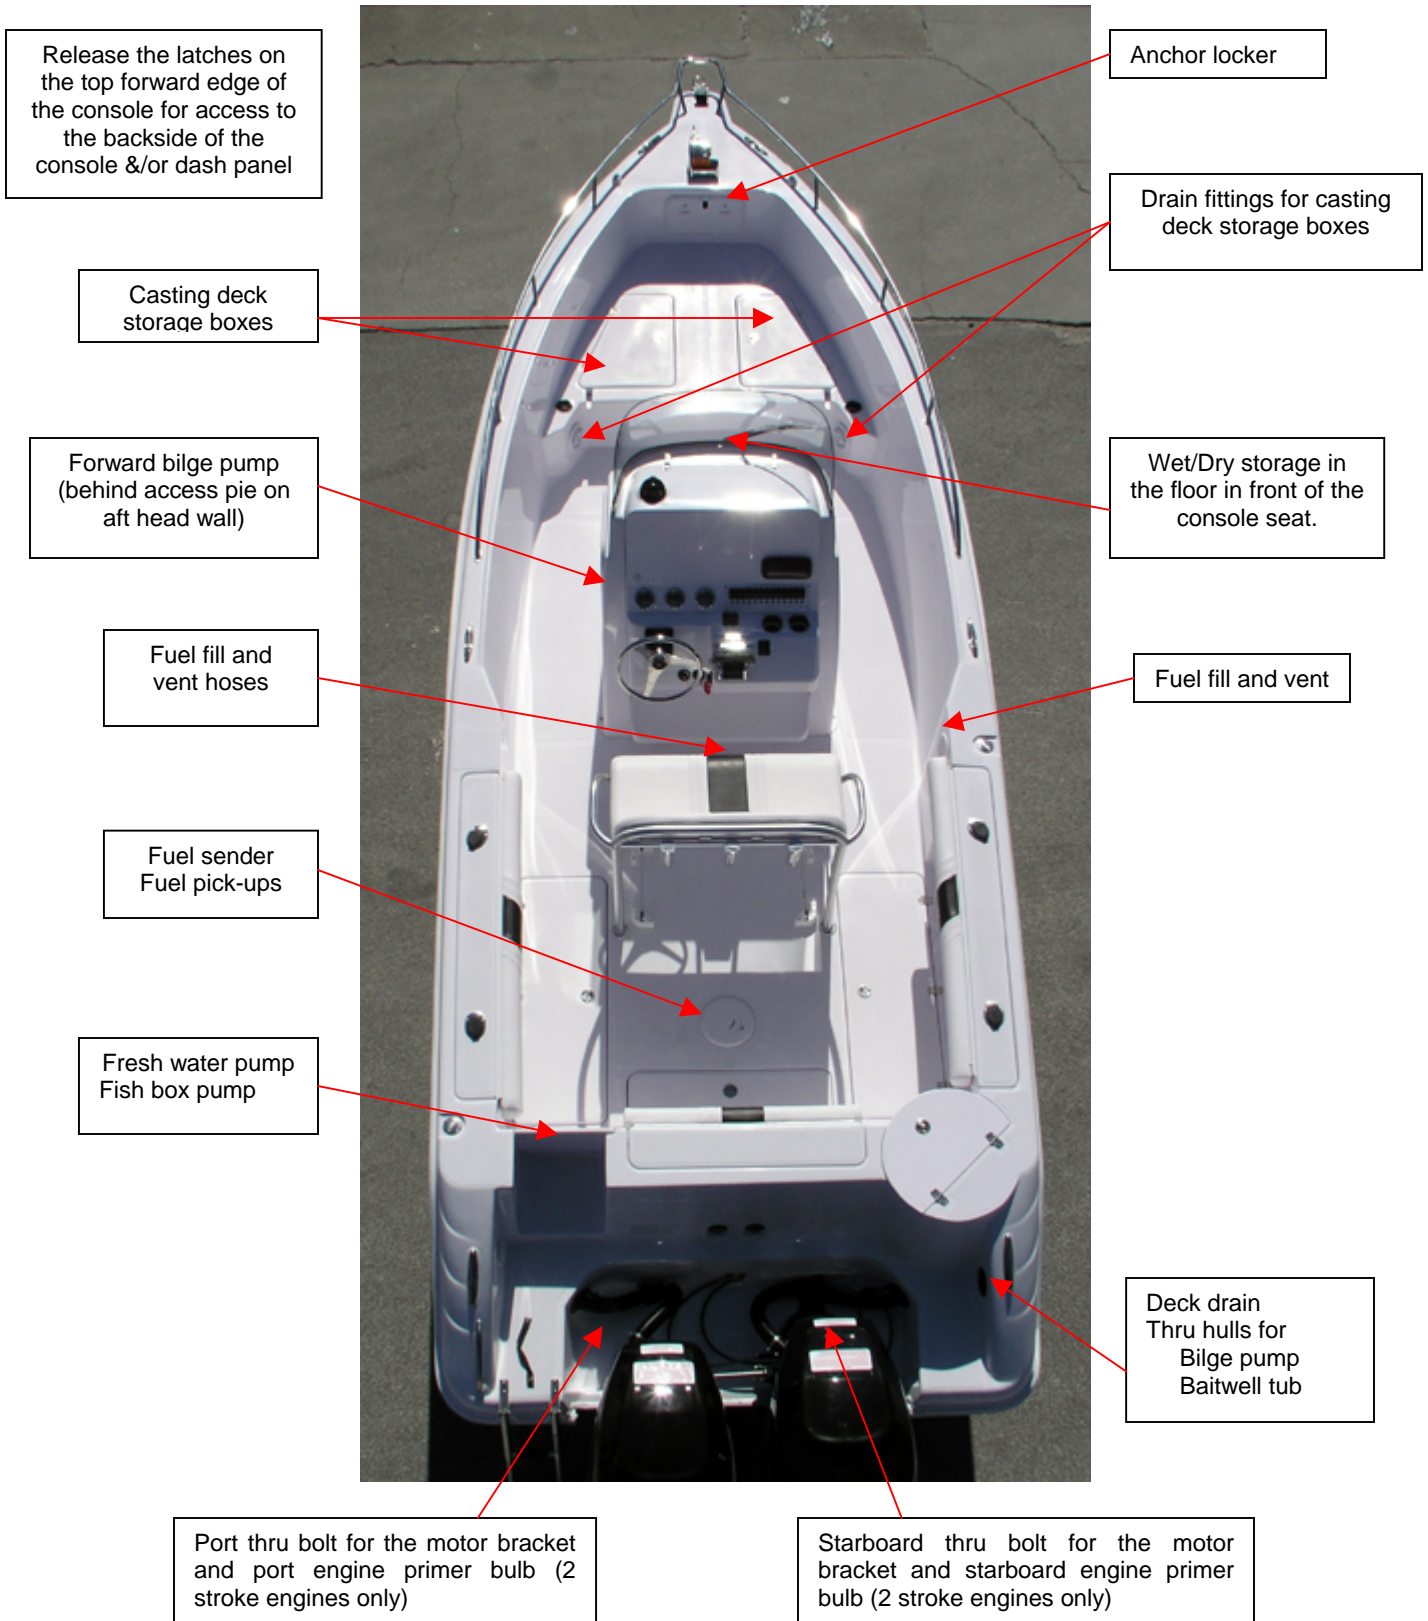 Release the latches on
the top forward edge of
the console for access to
the backside of the
console &/or dash panel
Anchor locker
Drain fittings for casting
deck storage boxes
Casting deck
storage boxes
Forward bilge pump
(behind access pie on
aft head wall)
Wet/Dry storage in
the floor in front of the
console seat.
Fuel fill and
vent hoses
Fuel fill and vent
Fuel sender
Fuel pick-ups
Fresh water pump
Fish box pump
Deck drain
Thru hulls for
Bilge pump
Baitwell tub
Port thru bolt for the motor bracket
and port engine primer bulb (2
stroke engines only)
Starboard thru bolt for the motor
bracket and starboard engine primer
bulb (2 stroke engines only)